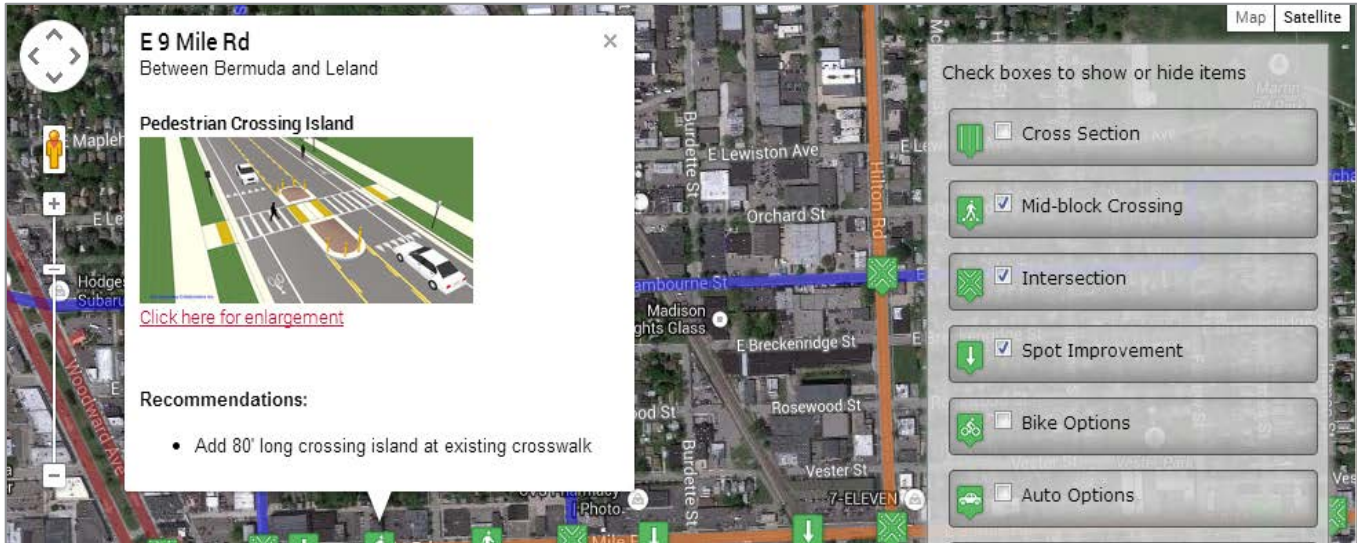 E 9 Mile Rd
Between Bermuda and Leland
×
Pedestrian Crossing Island
Click here for enlargement
Recommendations:
• Add 80' long crossing island at existing crosswalk
Map
Satellite
Check boxes to show or hide items
Cross Section
Mid-block Crossing
Intersection
Spot Improvement
Bike Options
Auto Options
E Lewiston Ave
Orchard St
Burdette St
Hilton Rd
Madison
E Breckenridge St
Rosewood St
Vester St
Burdette St
7-ELEVEN
Photo
Woodward Ave
Subaru